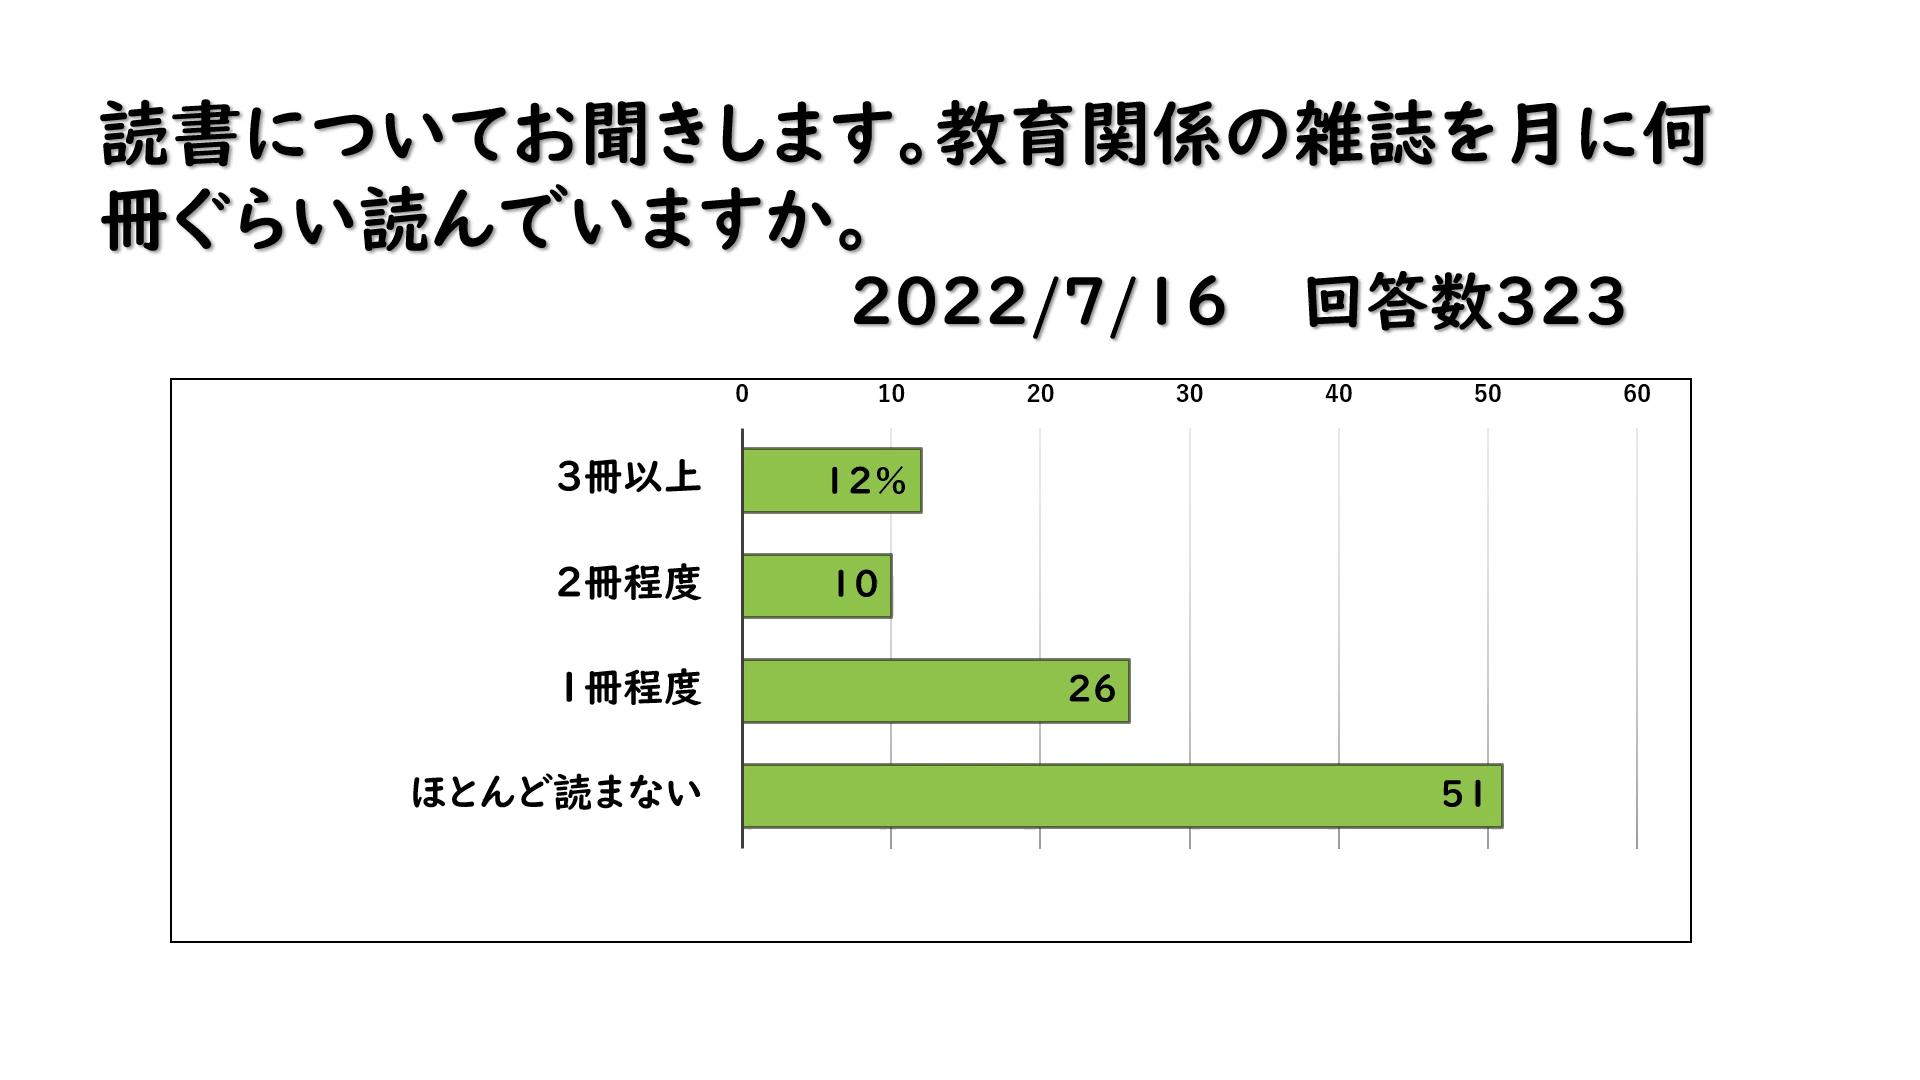 読書についてお聞きします。教育関係の雑誌を月に何
冊ぐらい読んでいますか。
2022/7/16　回答数323
0 10 20 30 40 50 60
3冊以上 12%
2冊程度 10
1冊程度 26
ほとんど読まない 51